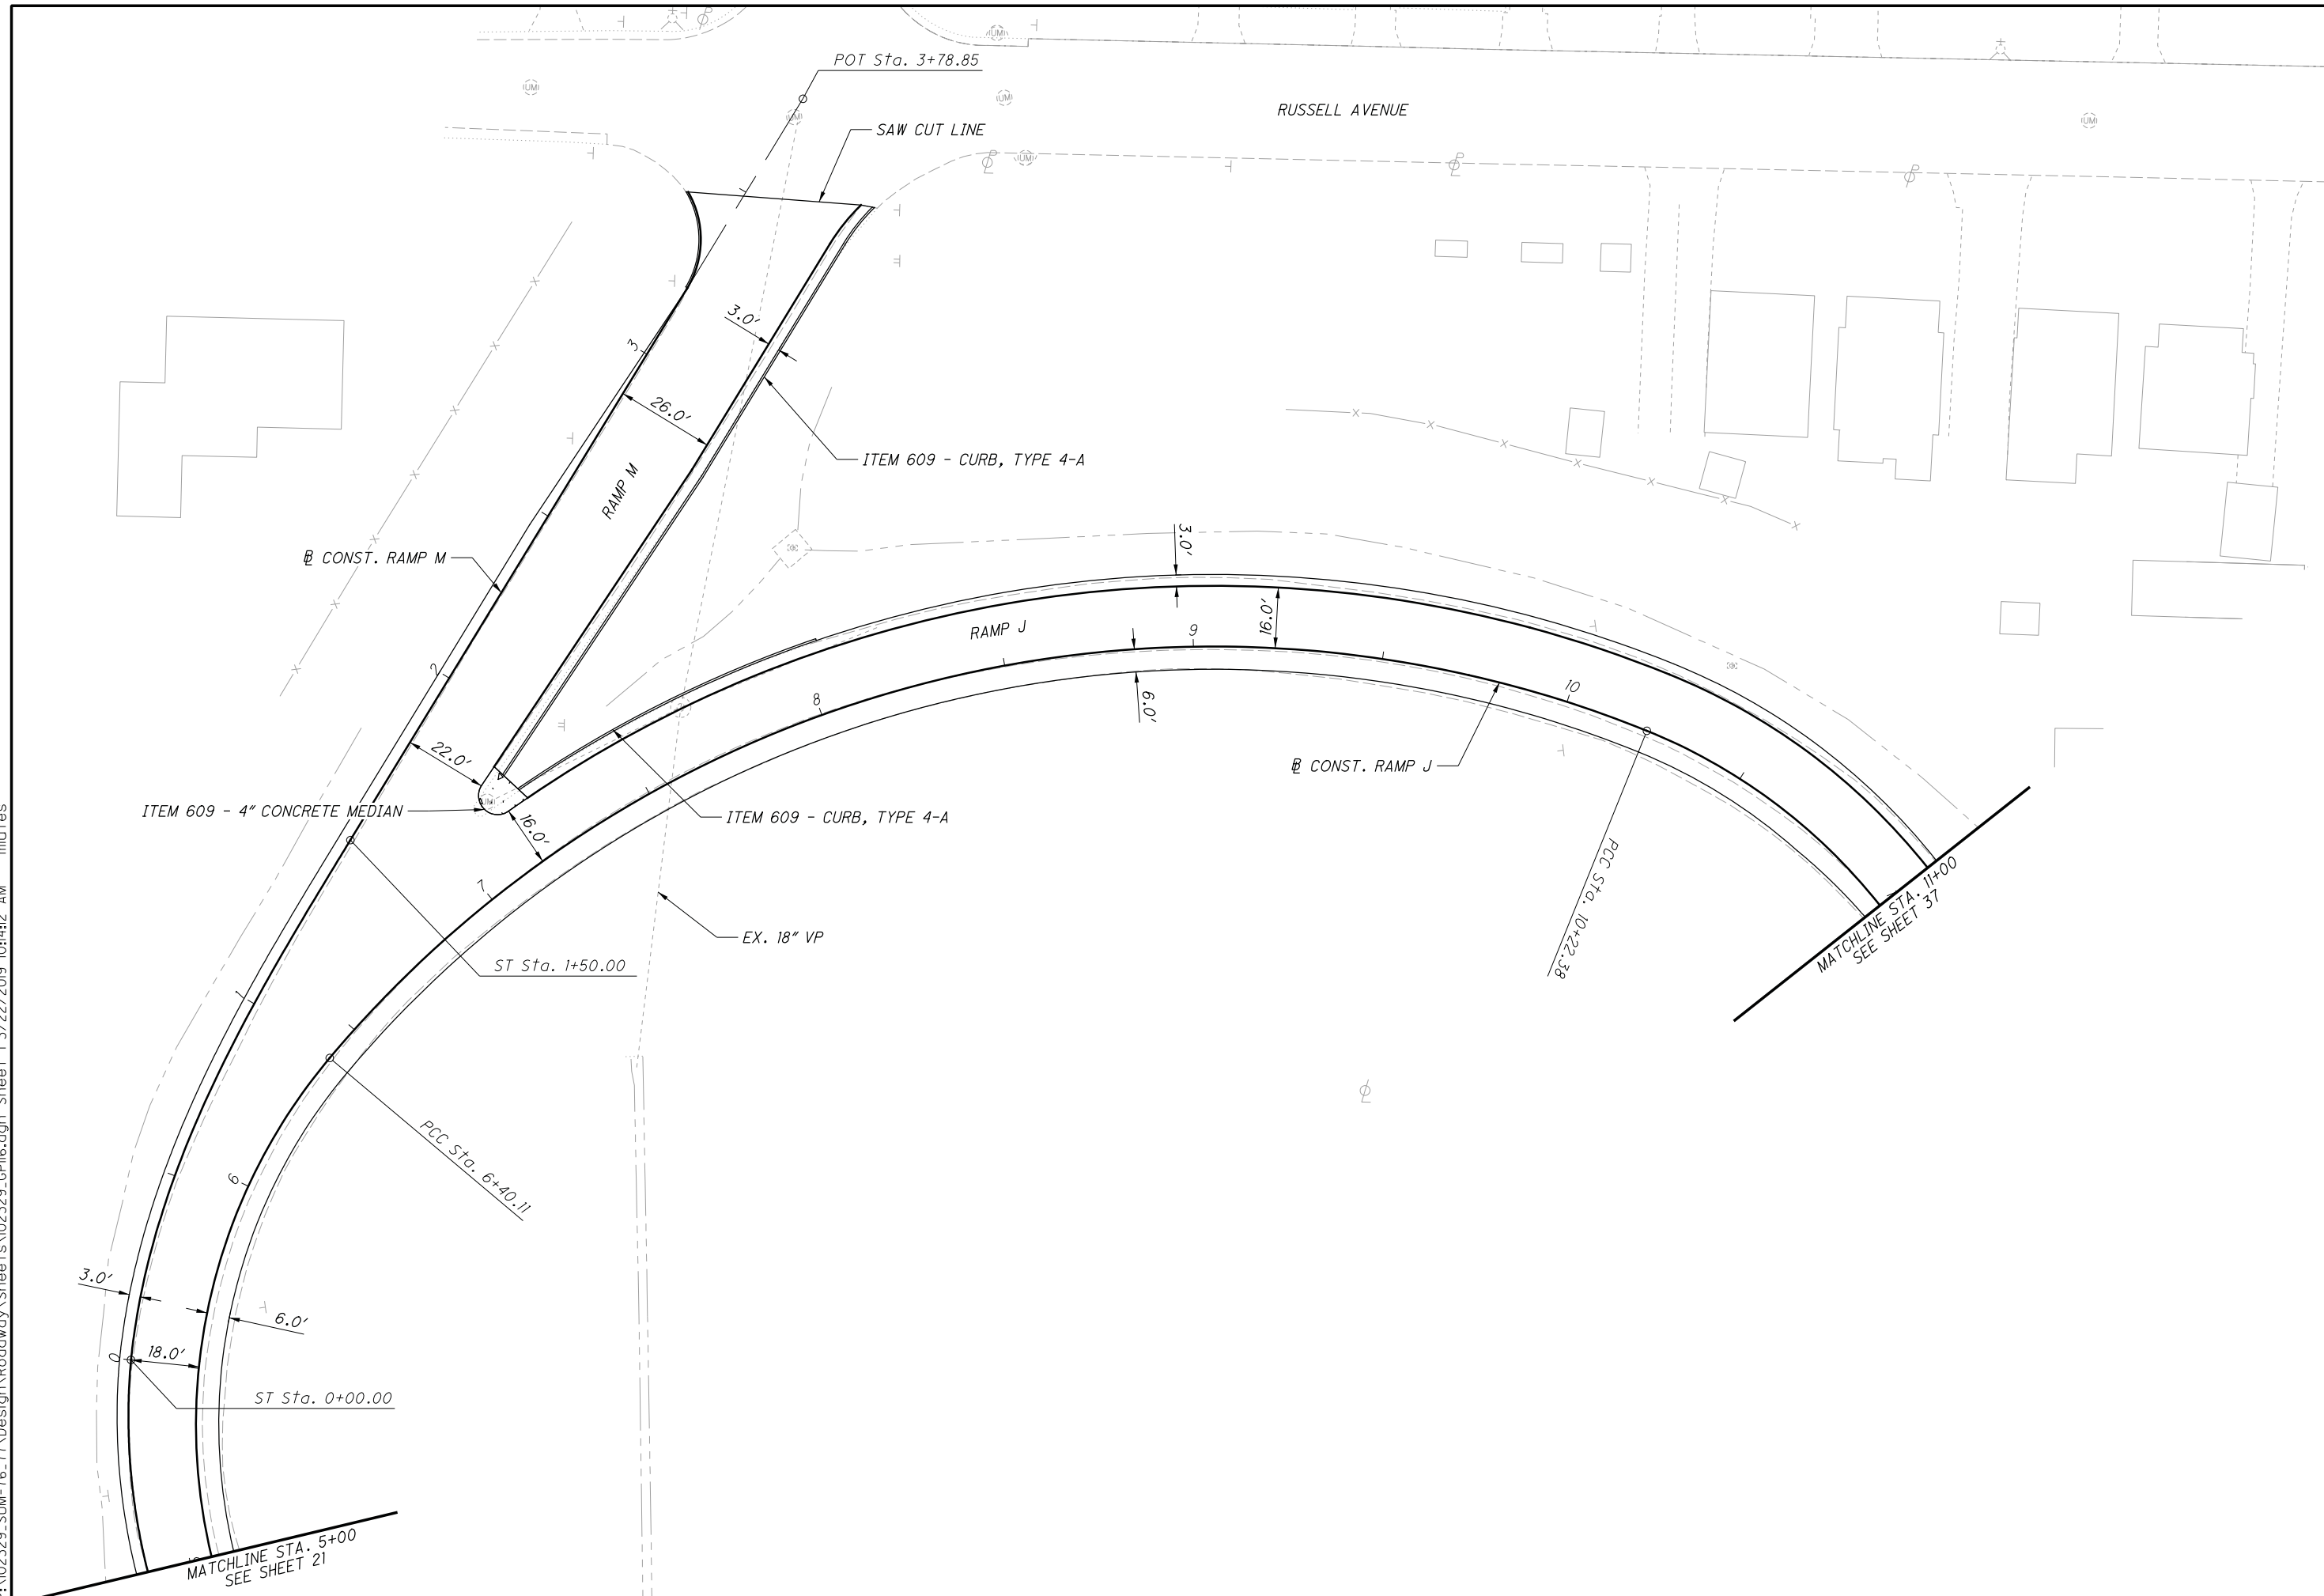 POT Sta. 3+78.85
RUSSELL AVENUE
SAW CUT LINE
3.0'
3
26.0'
ITEM 609 - CURB, TYPE 4-A
RAMP M
℄ CONST. RAMP M
3.0'
16.0'
RAMP J
9
2
8
10
6.0'
22.0'
℄ CONST. RAMP J
ITEM 609 - 4" CONCRETE MEDIAN
ITEM 609 - CURB, TYPE 4-A
16.0'
7
PCC Sta. 10+22.38
MATCHLINE STA. 11+00
SEE SHEET 37
EX. 18" VP
ST Sta. 1+50.00
1
PCC Sta. 6+40.11
6
3.0'
6.0'
0
18.0'
ST Sta. 0+00.00
MATCHLINE STA. 5+00
SEE SHEET 21